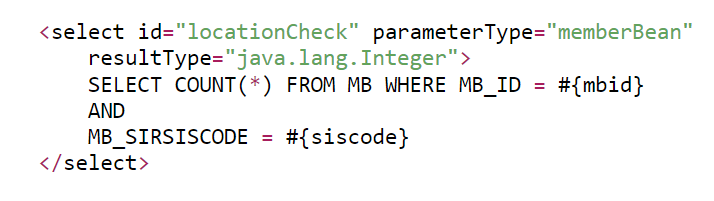 <select id="locationCheck" parameterType="memberBean"
resultType="java.lang.Integer">
SELECT COUNT(*) FROM MB WHERE MB_ID = #{mbid}
AND
MB_SIRSISCODE = #{siscode}
</select>